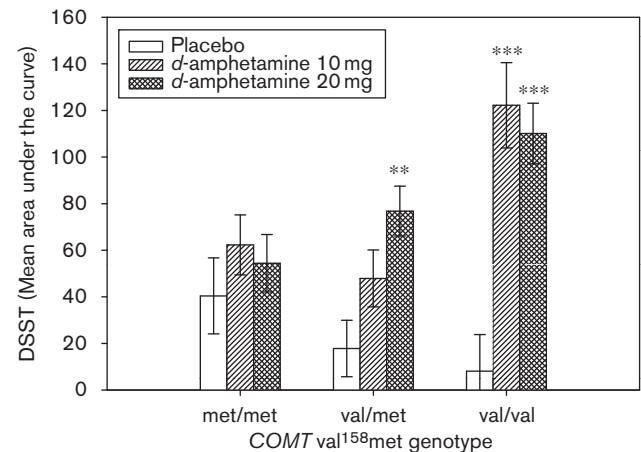 160
140
120
100
80
60
40
20
0
DSST (Mean area under the curve)
Placebo
d-amphetamine 10 mg
d-amphetamine 20 mg
**
***
***
met/met val/met val/val
COMT val¹⁵⁸met genotype